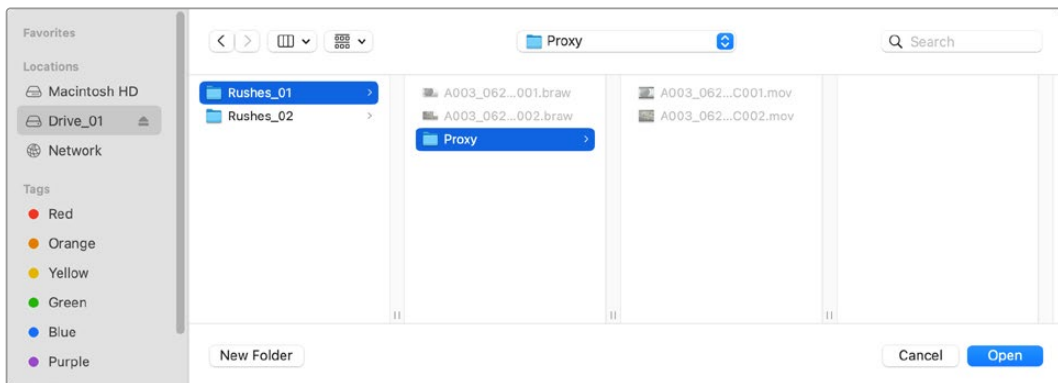 Favorites
Locations
Macintosh HD
Drive_01
Network
Tags
Red
Orange
Yellow
Green
Blue
Purple
Proxy
Search
Rushes_01
Rushes_02
A003_062...001.braw
A003_062...002.braw
Proxy
A003_062...C001.mov
A003_062...C002.mov
New Folder
Cancel
Open